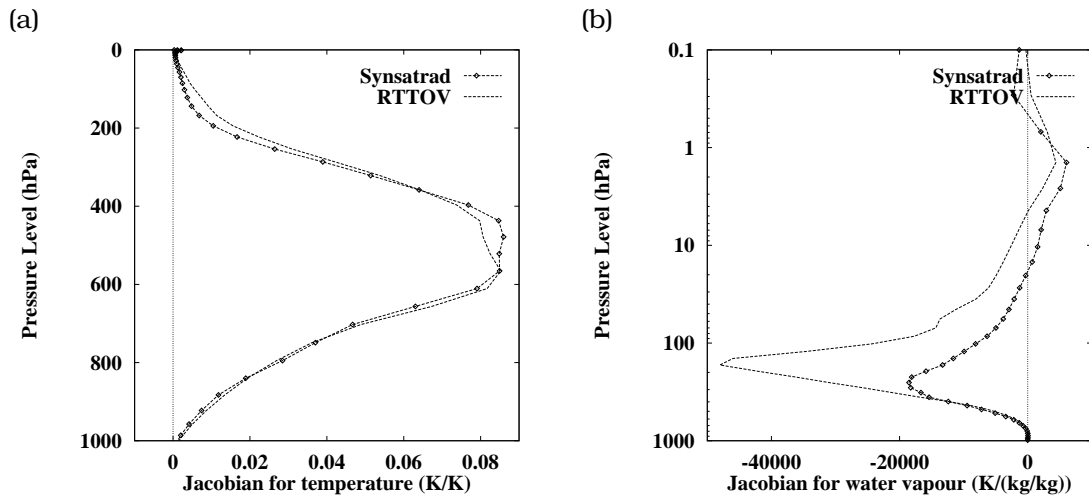 (a)
0
200
400
600
800
1000
Pressure Level (hPa)
Synsatrad
RTTOV
0 0.02 0.04 0.06 0.08
Jacobian for temperature (K/K)
(b)
0.1
1
10
100
1000
Pressure Level (hPa)
Synsatrad
RTTOV
-40000 -20000 0
Jacobian for water vapour (K/(kg/kg))